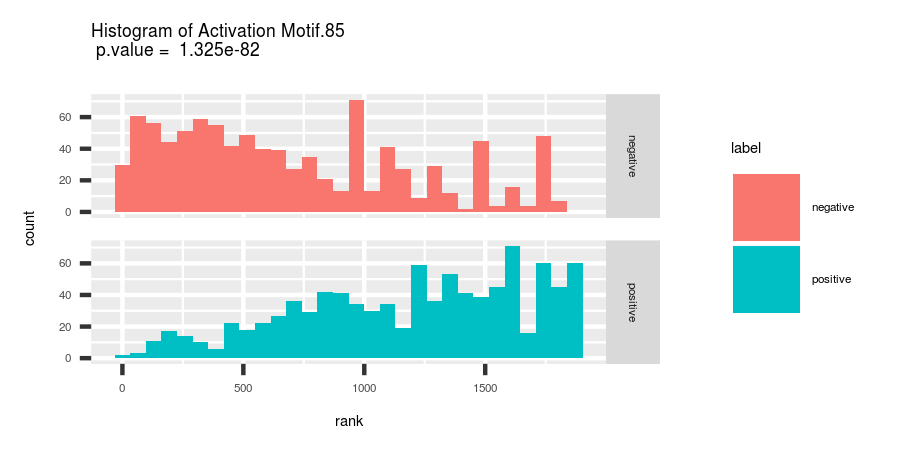 Histogram of Activation Motif.85
p.value =  1.325e-82
60
40
20
0
negative
60
40
20
0
positive
0 500 1000 1500
rank
count
label
negative
positive